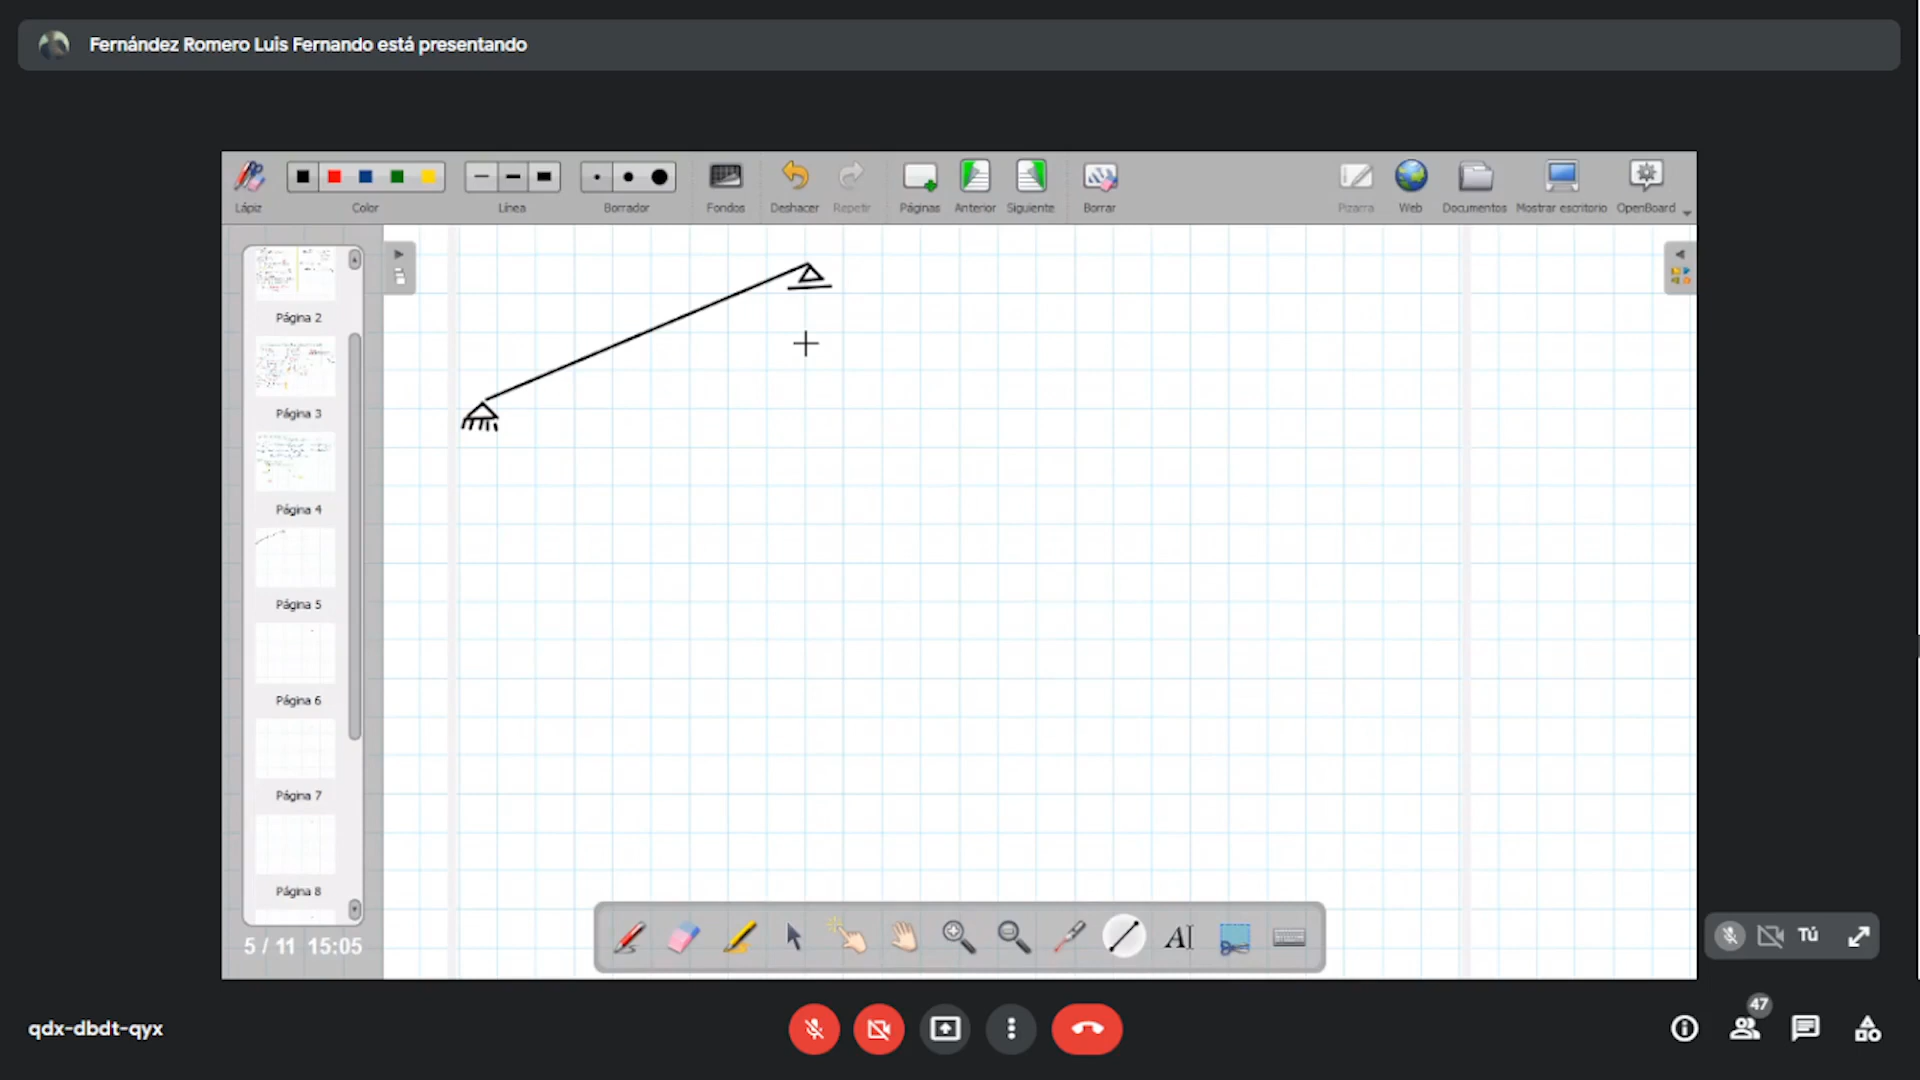 Fernández Romero Luis Fernando está presentando
Lápiz
Color
Línea
Borrador
Fondos
Deshacer
Repetir
Páginas
Anterior
Siguiente
Borrar
Pizarra
Web
Documentos
Mostrar escritorio
OpenBoard
Página 2
Página 3
Página 4
Página 5
Página 6
Página 7
Página 8
5 / 11 15:05
AI
Tú
qdx-dbdt-qyx
47